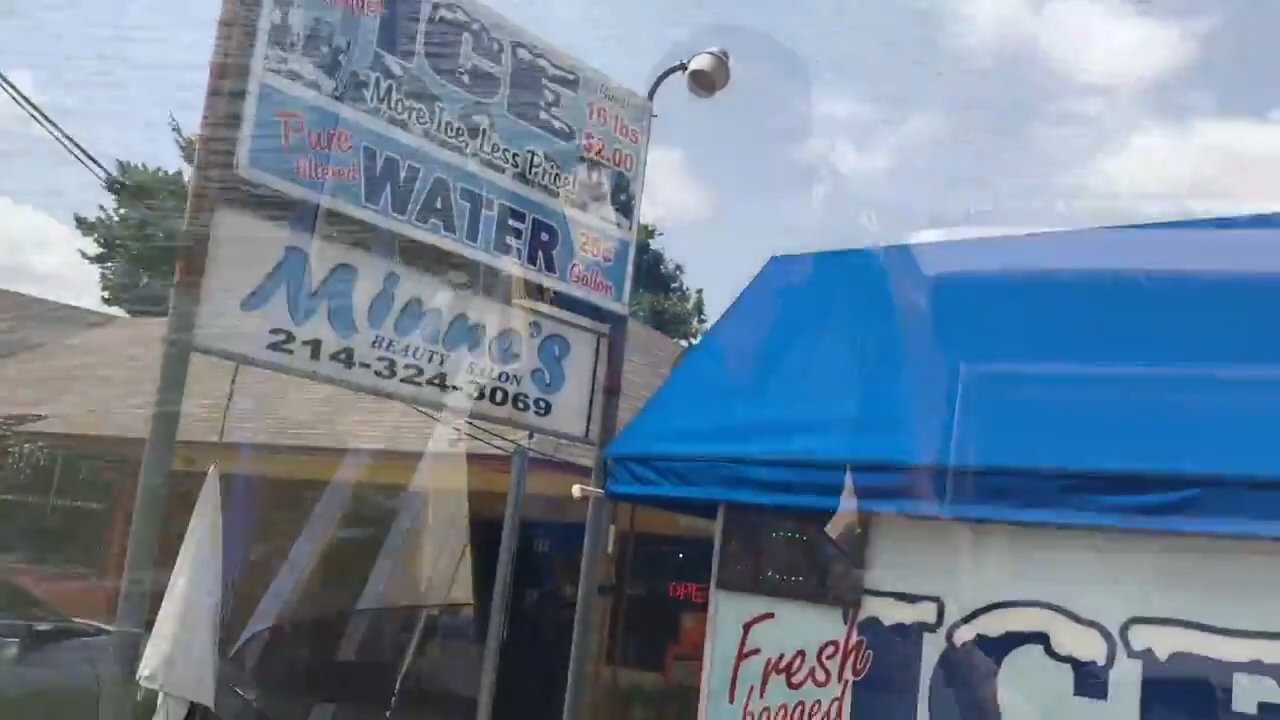 ICE
More Ice, Less Price!
16 lbs
$2.00
Pure
filtered
WATER
25¢
Gallon
Minne's
BEAUTY SALON
214-324-3069
OPE
Fresh
bagged
ICE